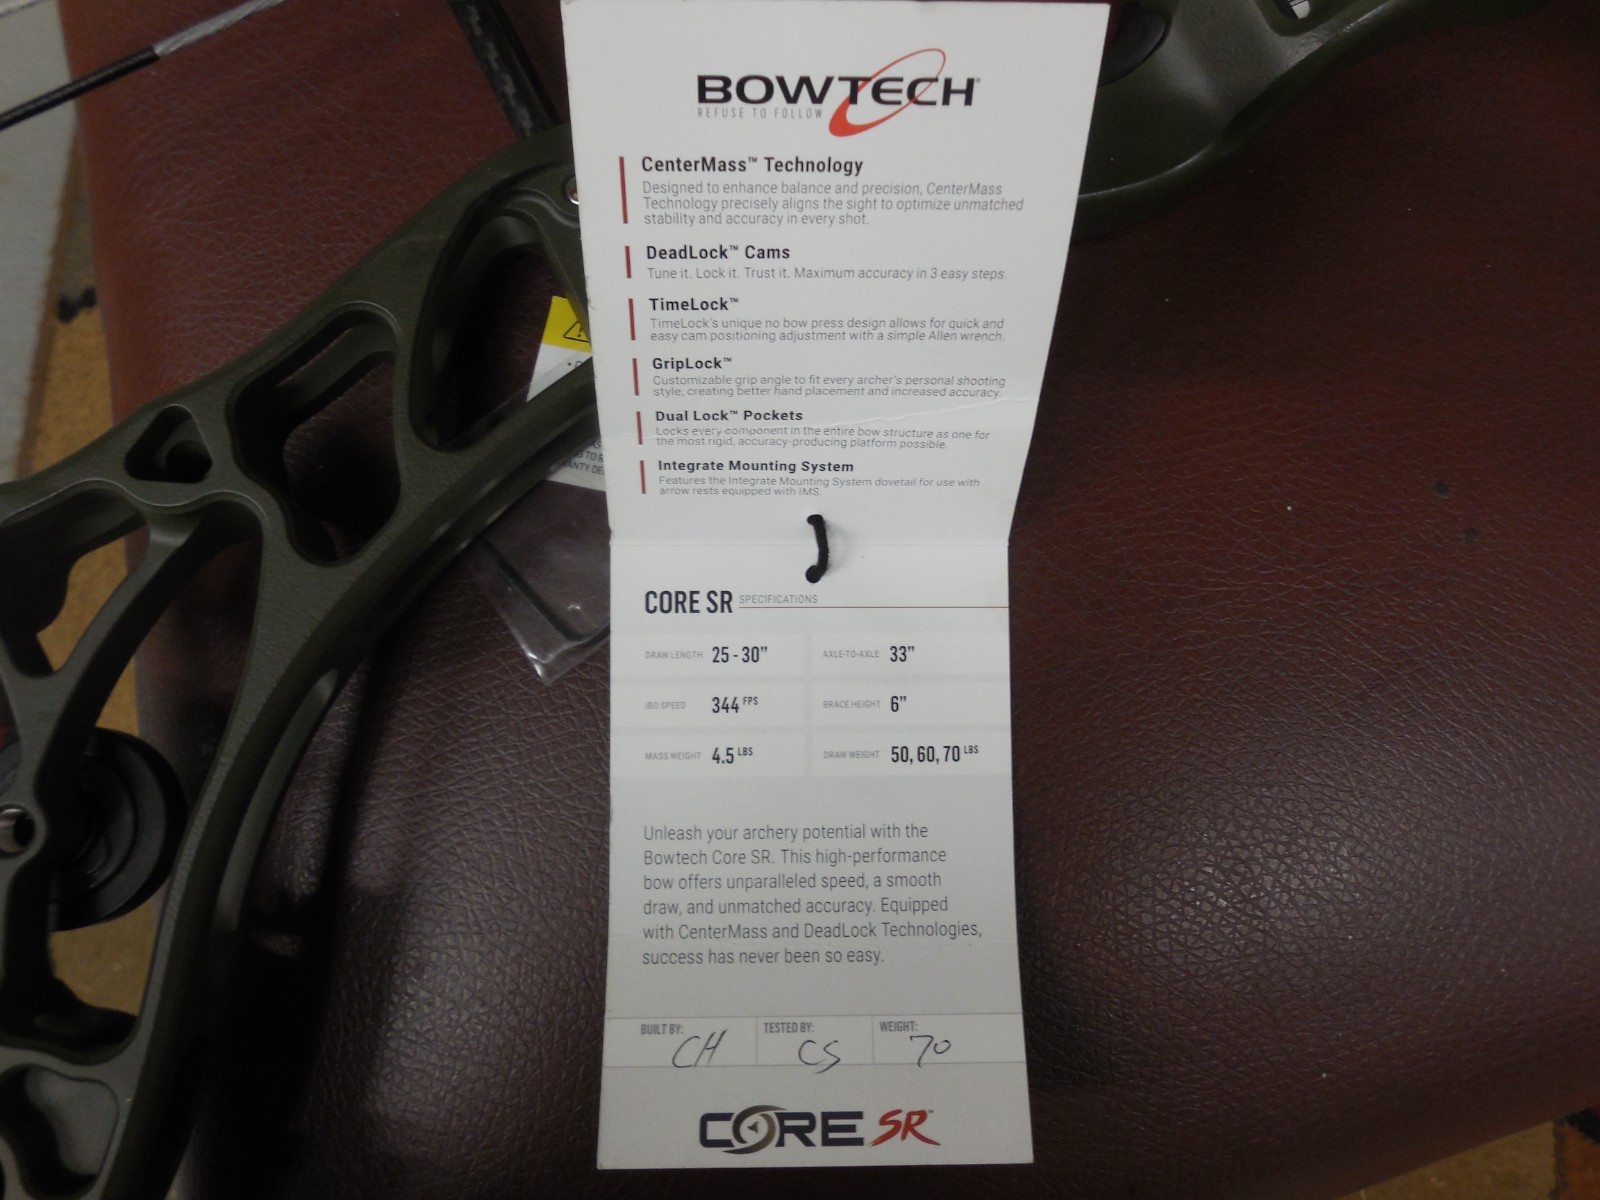 BOWTECH®
REFUSE TO FOLLOW
CenterMass™ Technology
Designed to enhance balance and precision, CenterMass
Technology precisely aligns the sight to optimize unmatched
stability and accuracy in every shot.
DeadLock™ Cams
Tune it. Lock it. Trust it. Maximum accuracy in 3 easy steps.
TimeLock™
TimeLock's unique no bow press design allows for quick and
easy cam positioning adjustment with a simple Allen wrench.
GripLock™
Customizable grip angle to fit every archer's personal shooting
style, creating better hand placement and increased accuracy.
Dual Lock™ Pockets
Locks every component in the entire bow structure as one for
the most rigid, accuracy-producing platform possible.
Integrate Mounting System
Features the Integrate Mounting System dovetail for use with
arrow rests equipped with IMS.
CORE SR SPECIFICATIONS
DRAW LENGTH 25 - 30" AXLE-TO-AXLE 33"
IBO SPEED 344 FPS BRACE HEIGHT 6"
MASS WEIGHT 4.5 LBS DRAW WEIGHT 50, 60, 70 LBS
Unleash your archery potential with the
Bowtech Core SR. This high-performance
bow offers unparalleled speed, a smooth
draw, and unmatched accuracy. Equipped
with CenterMass and DeadLock Technologies,
success has never been so easy.
BUILT BY: CH TESTED BY: CS WEIGHT: 70
CORE SR™